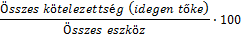 Összes kötelezettség (idegen tőke)
Összes eszköz
· 100